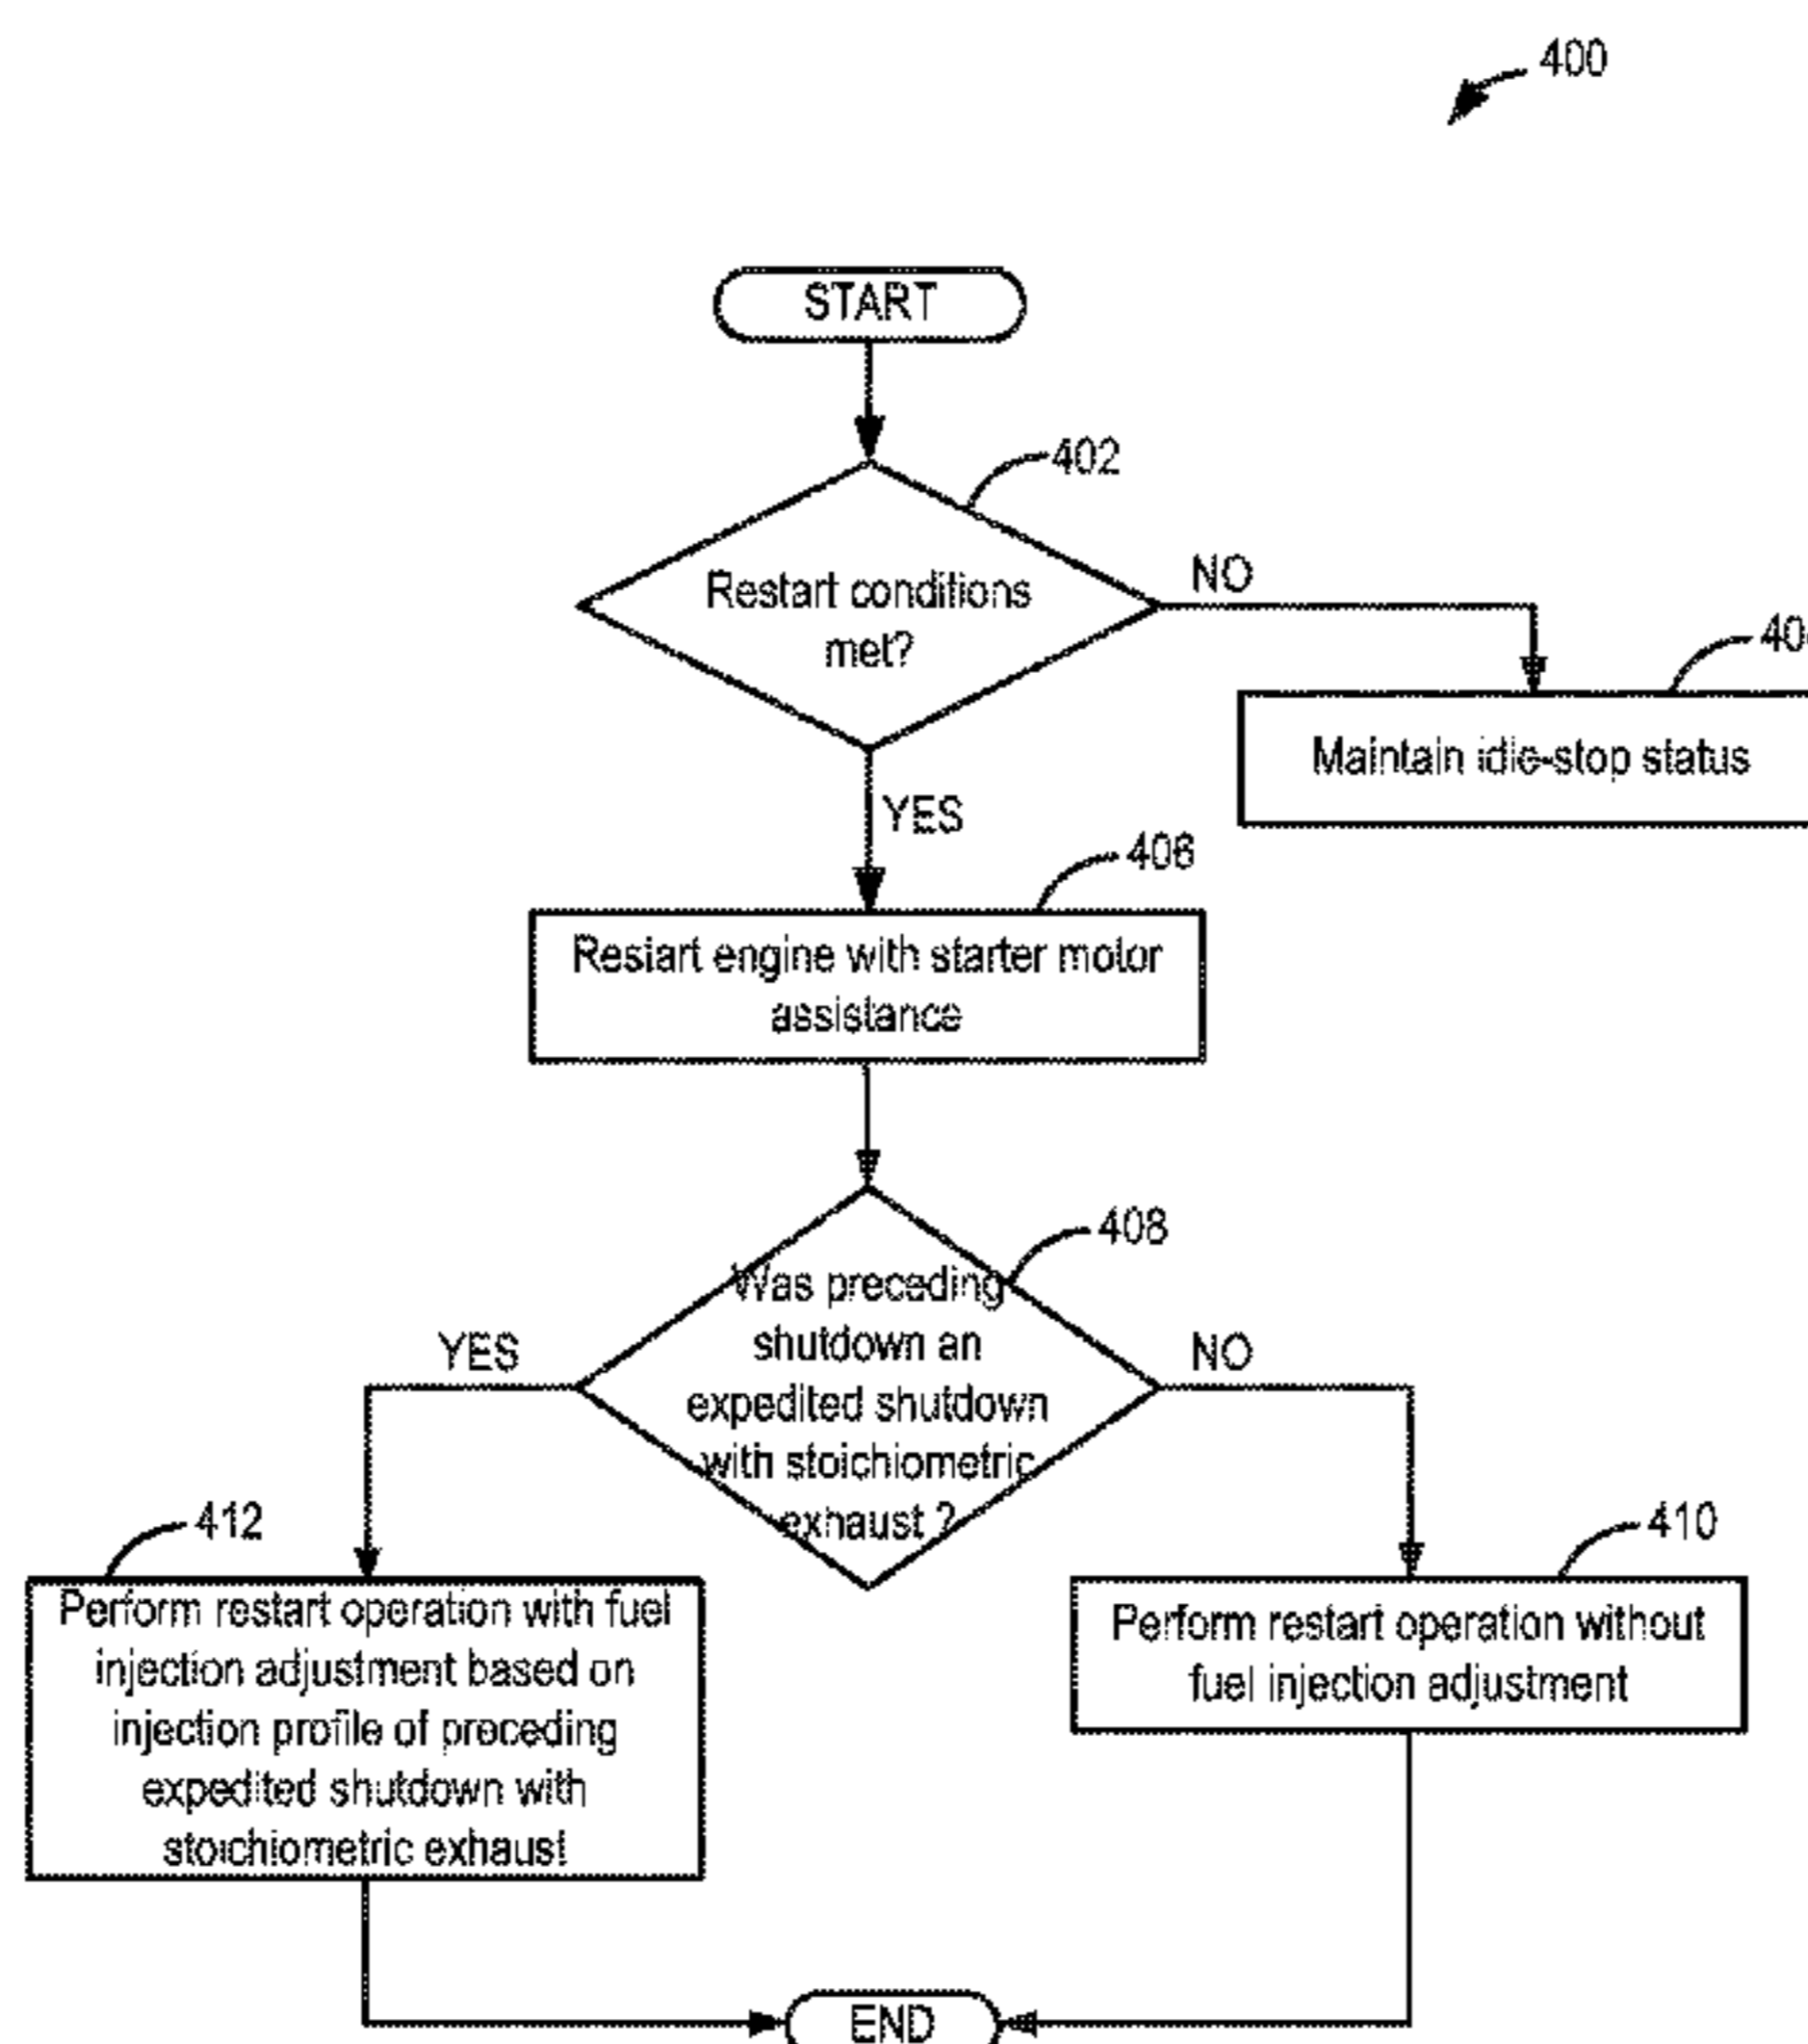 400
START
402
Restart conditions
met?
NO
Maintain idle-stop status
YES
406
Restart engine with starter motor
assistance
408
Was preceding
shutdown an
expedited shutdown
with stoichiometric
exhaust ?
YES
NO
412
Perform restart operation with fuel
injection adjustment based on
injection profile of preceding
expedited shutdown with
stoichiometric exhaust
410
Perform restart operation without
fuel injection adjustment
END